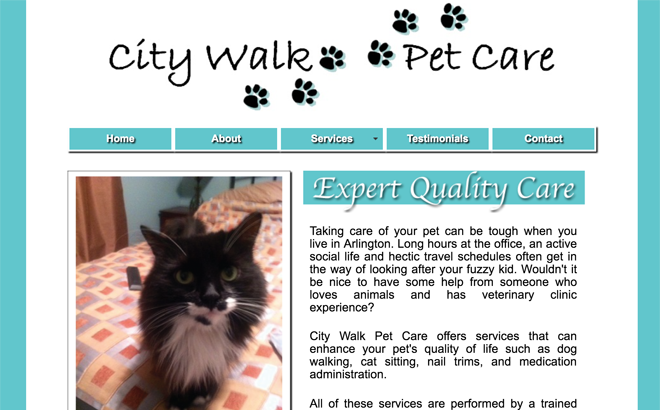 City Walk Pet Care
Home About Services Testimonials Contact
Expert Quality Care
Taking care of your pet can be tough when you
live in Arlington. Long hours at the office, an active
social life and hectic travel schedules often get in
the way of looking after your fuzzy kid. Wouldn't it
be nice to have some help from someone who
loves animals and has veterinary clinic
experience?
City Walk Pet Care offers services that can
enhance your pet's quality of life such as dog
walking, cat sitting, nail trims, and medication
administration.
All of these services are performed by a trained